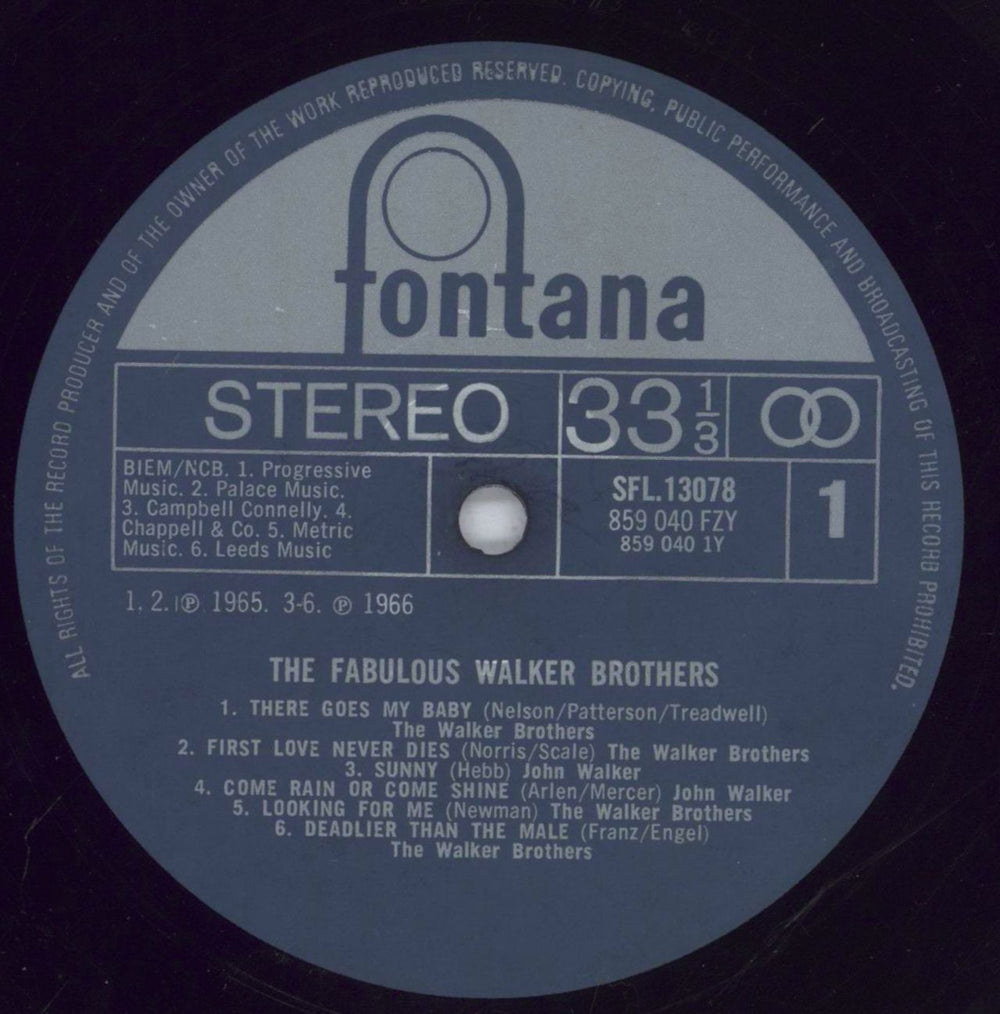 ALL RIGHTS OF THE RECORD PRODUCER AND OF THE OWNER OF THE WORK REPRODUCED RESERVED. COPYING, PUBLIC PERFORMANCE AND BROADCASTING OF THIS RECORD PROHIBITED.
fontana
STEREO 33 1/3
BIEM/NCB. 1. Progressive
Music. 2. Palace Music.
3. Campbell Connelly. 4.
Chappell & Co. 5. Metric
Music. 6. Leeds Music
SFL.13078
859 040 FZY
859 040 1Y
1
1, 2. ℗ 1965. 3-6. ℗ 1966
THE FABULOUS WALKER BROTHERS
1. THERE GOES MY BABY (Nelson/Patterson/Treadwell)
The Walker Brothers
2. FIRST LOVE NEVER DIES (Norris/Scale) The Walker Brothers
3. SUNNY (Hebb) John Walker
4. COME RAIN OR COME SHINE (Arlen/Mercer) John Walker
5. LOOKING FOR ME (Newman) The Walker Brothers
6. DEADLIER THAN THE MALE (Franz/Engel)
The Walker Brothers